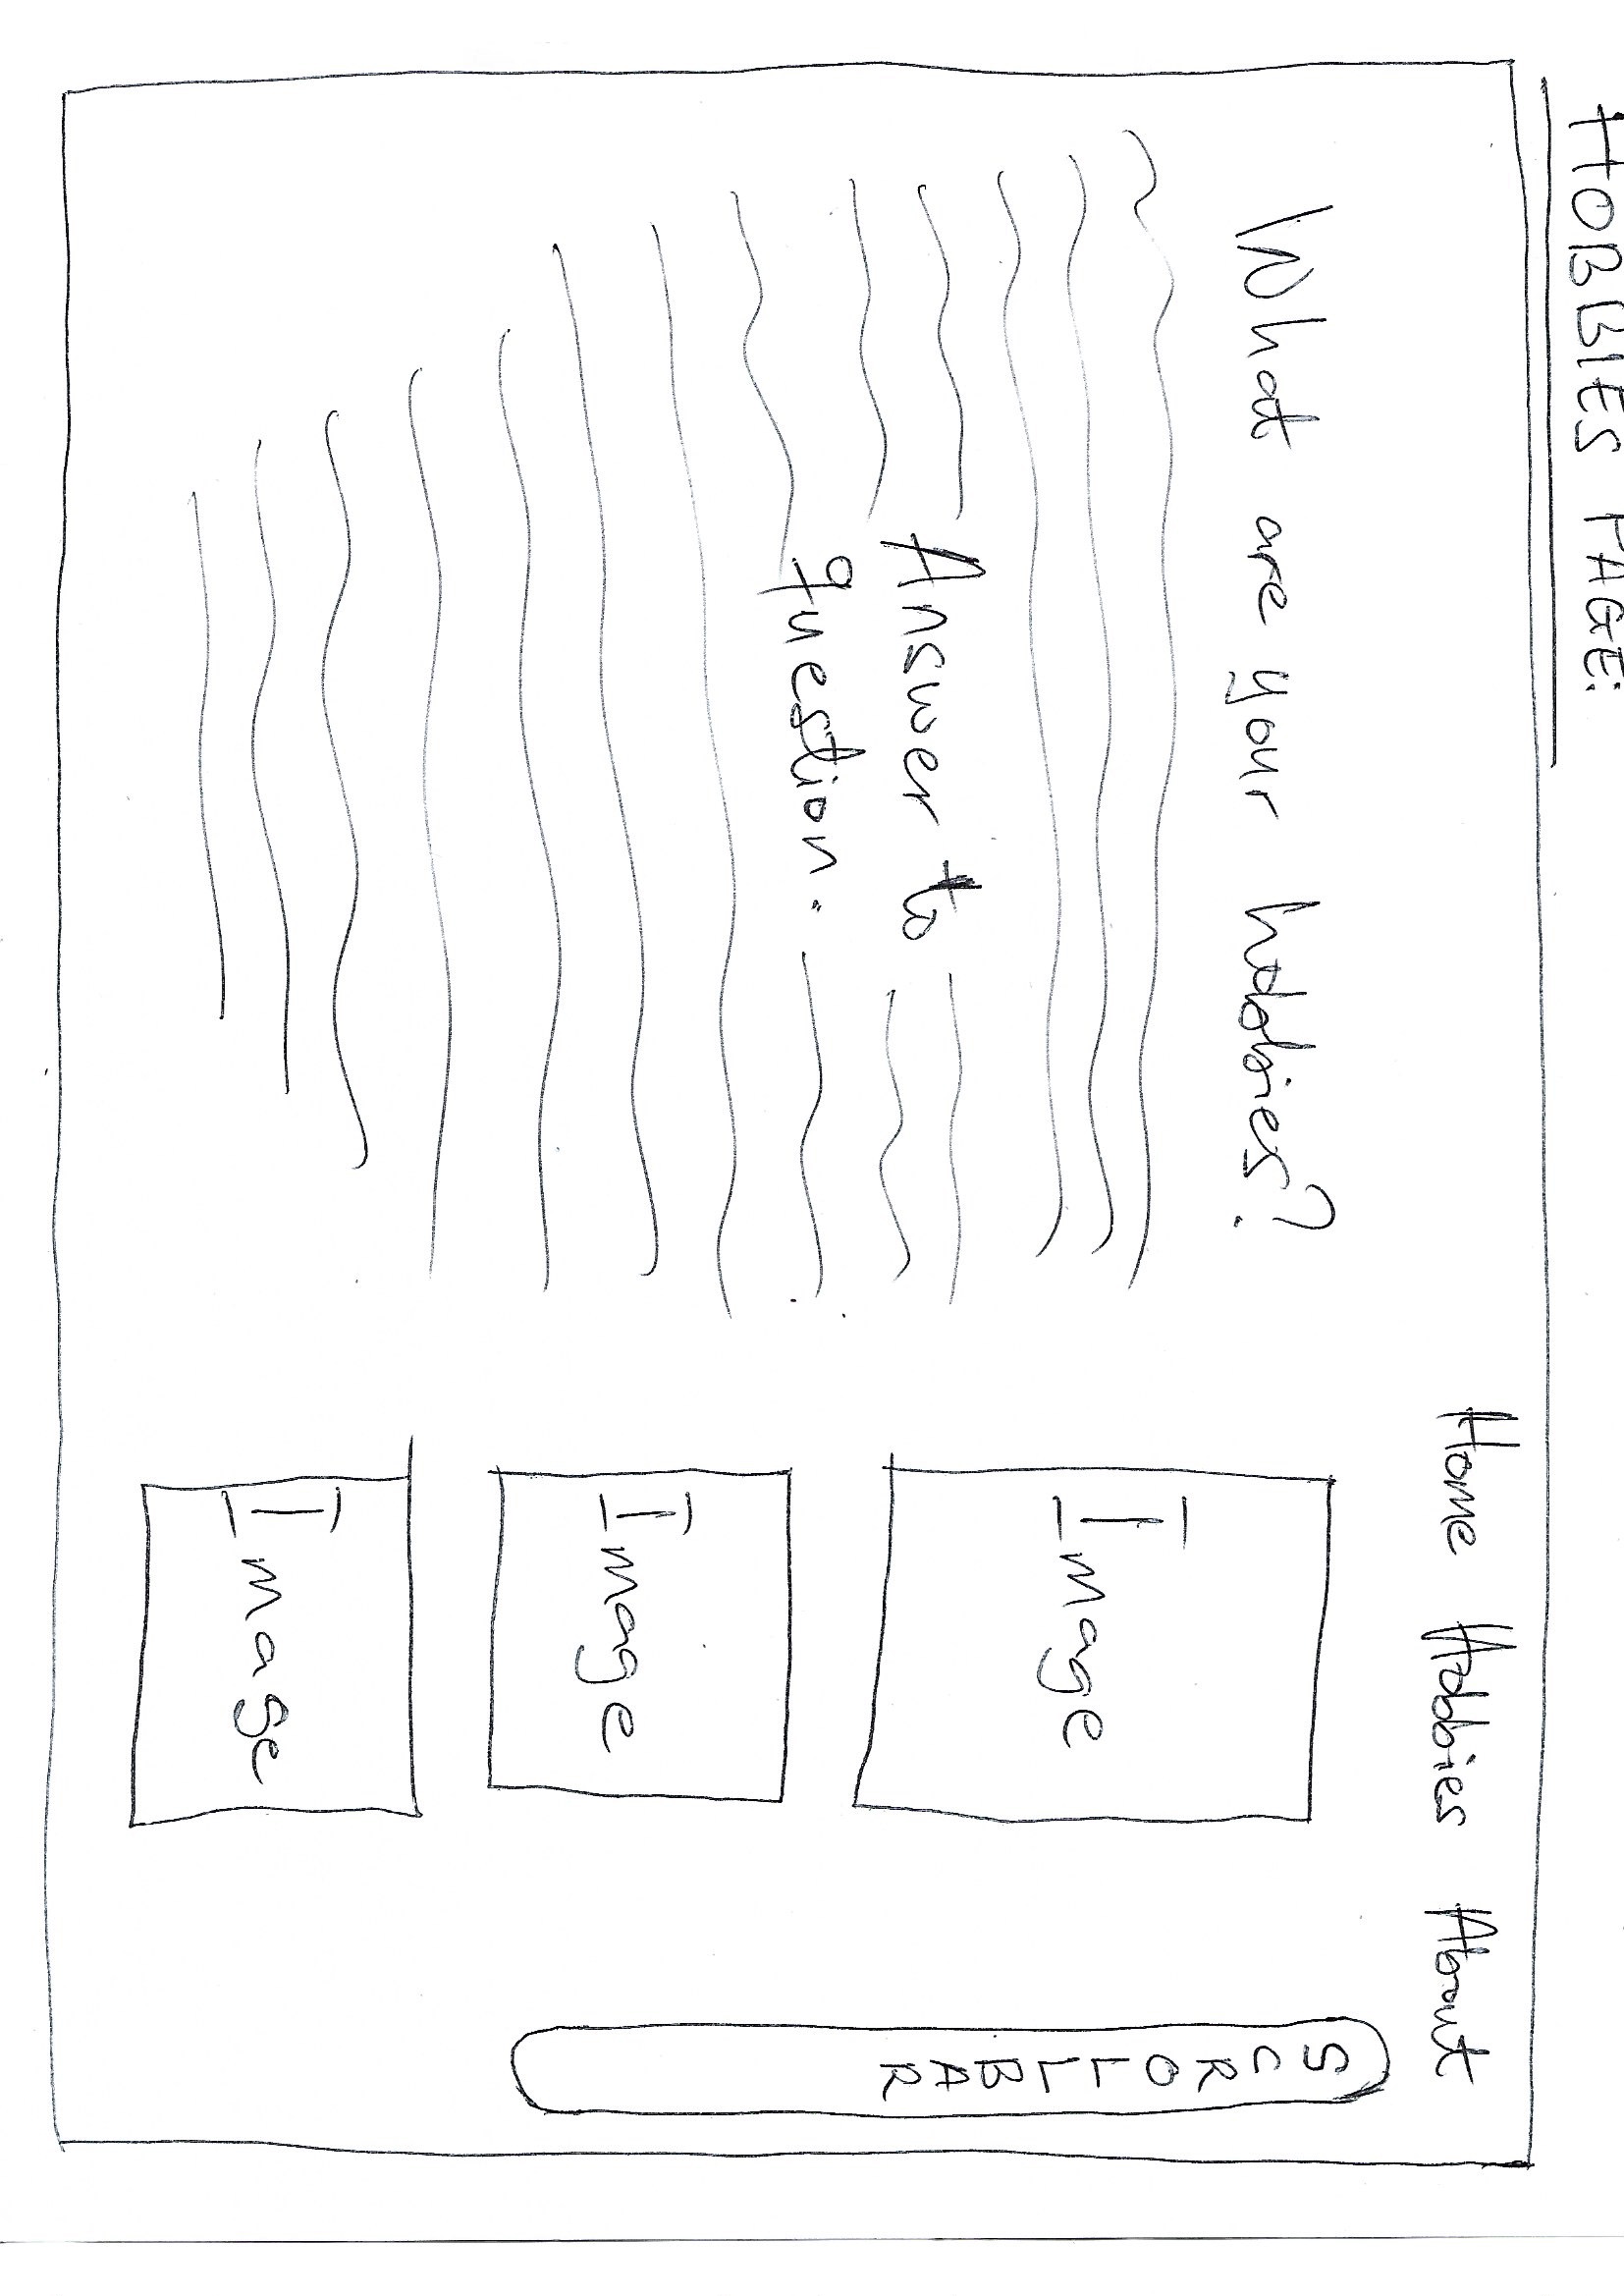 HOBBIES PAGE:
Home Hobbies About
What are your hobbies?
Answer to
question.
Image
Image
Image
SCROLLBAR